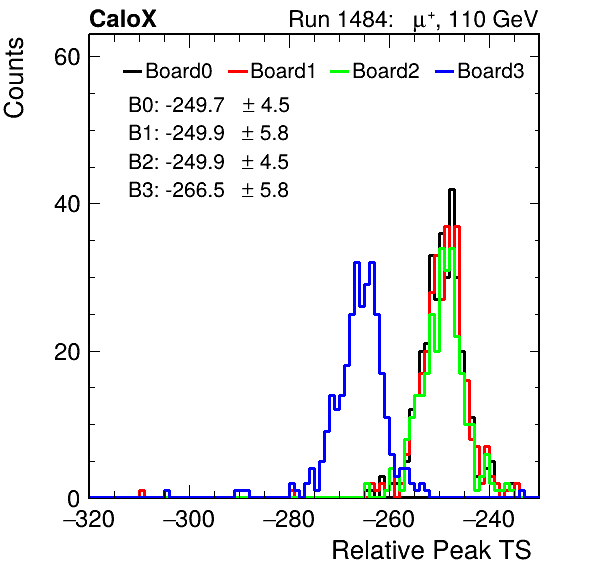 CaloX Run 1484: μ⁺, 110 GeV
Counts
Board0 Board1 Board2 Board3
B0: -249.7 ± 4.5
B1: -249.9 ± 5.8
B2: -249.9 ± 4.5
B3: -266.5 ± 5.8
60
40
20
0
−320 −300 −280 −260 −240
Relative Peak TS